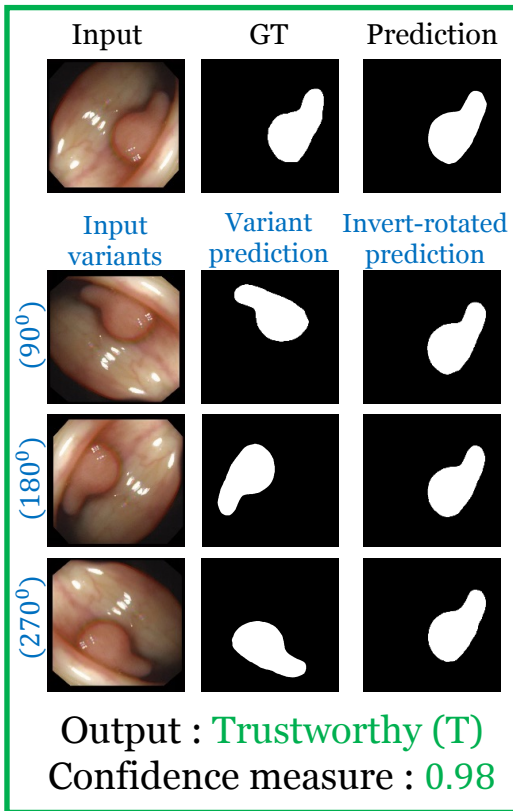 Input GT Prediction
Input variants Variant prediction Invert-rotated prediction
(90⁰)
(180⁰)
(270⁰)
Output : Trustworthy (T)
Confidence measure : 0.98